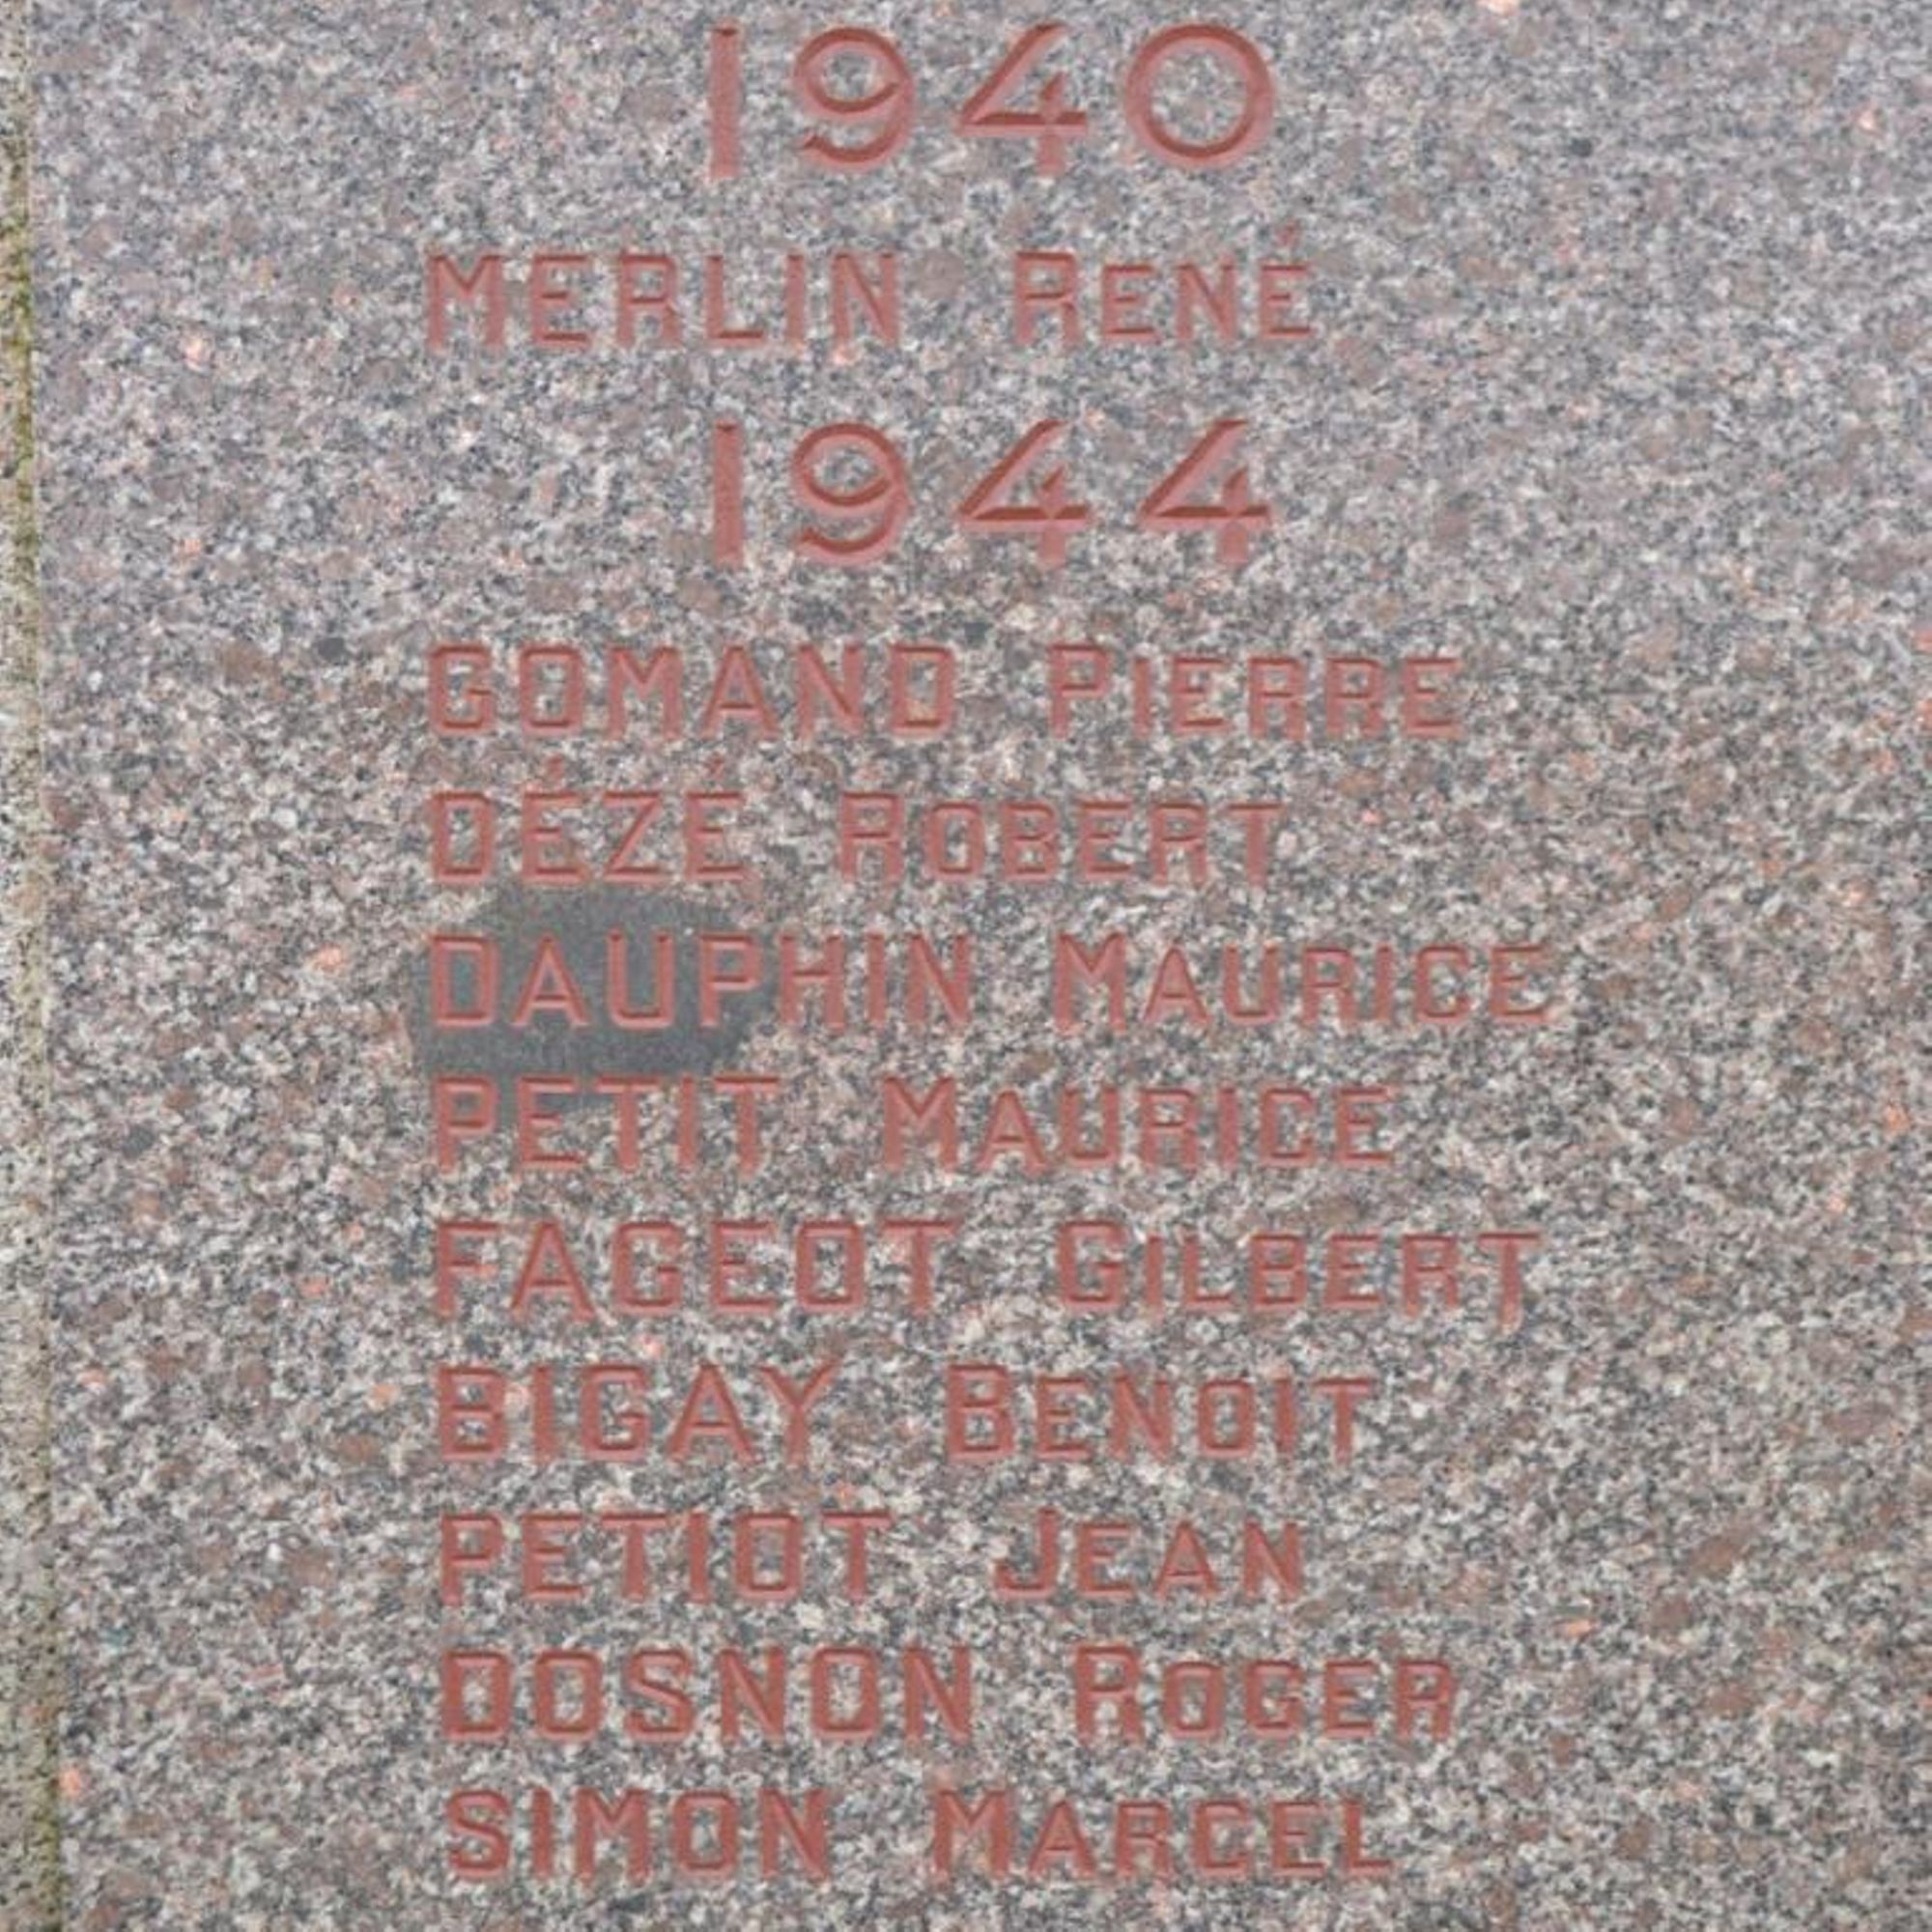 1940
MERLIN RENÉ
1944
GOMAND PIERRE
DÉZÉ ROBERT
DAUPHIN MAURICE
PETIT MAURICE
FAGEOT GILBERT
BIGAY BENOIT
PETIOT JEAN
DOSNON ROGER
SIMON MARCEL